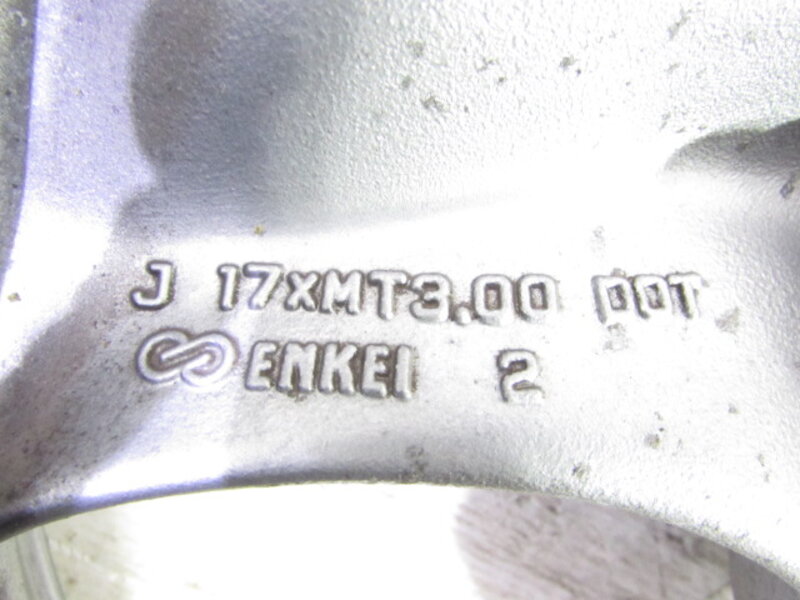 J 17xMT3.00 DOT
ENKEI 2